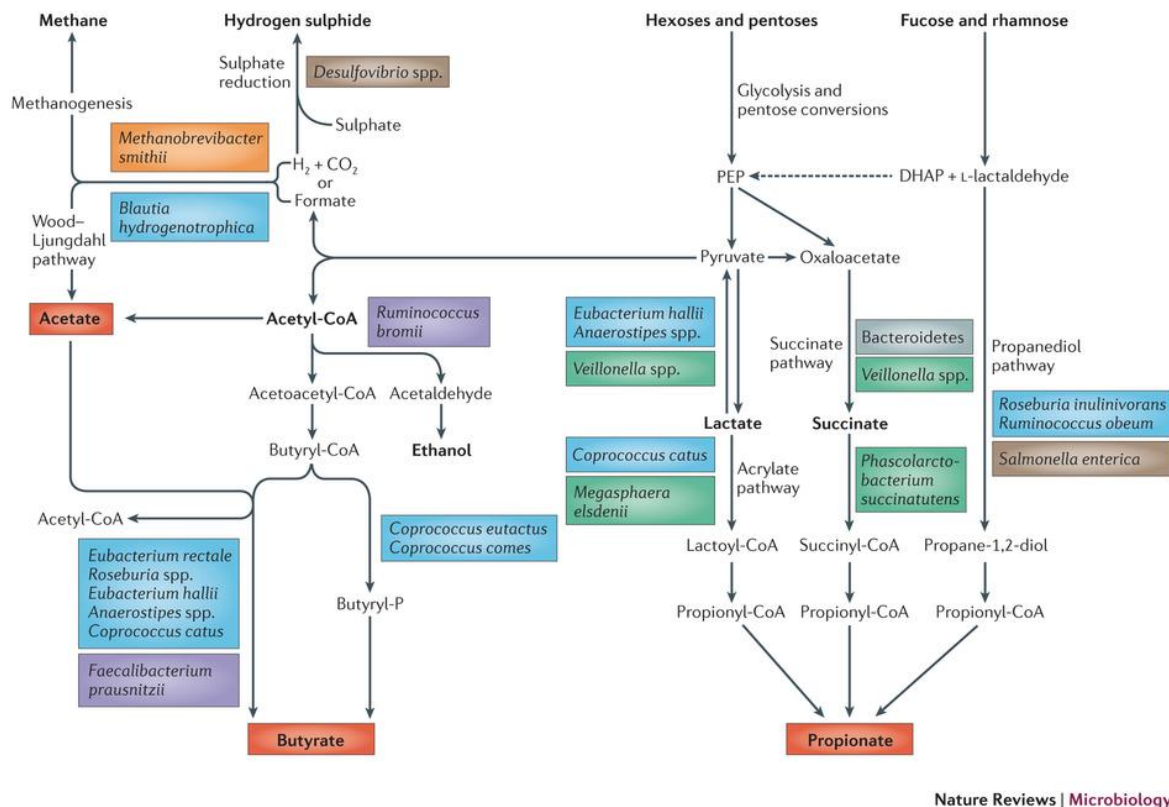 Methane
Hydrogen sulphide
Hexoses and pentoses
Fucose and rhamnose
Sulphate
reduction
Desulfovibrio spp.
Methanogenesis
Sulphate
Glycolysis and
pentose conversions
Methanobrevibacter
smithii
H₂ + CO₂
or
Formate
PEP
DHAP + L-lactaldehyde
Blautia
hydrogenotrophica
Wood–
Ljungdahl
pathway
Pyruvate
Oxaloacetate
Acetate
Acetyl-CoA
Ruminococcus
bromii
Eubacterium hallii
Anaerostipes spp.
Veillonella spp.
Succinate
pathway
Bacteroidetes
Veillonella spp.
Propanediol
pathway
Acetoacetyl-CoA
Acetaldehyde
Roseburia inulinivorans
Ruminococcus obeum
Lactate
Succinate
Butyryl-CoA
Ethanol
Salmonella enterica
Coprococcus catus
Megasphaera
elsdenii
Acrylate
pathway
Phascolarcto-
bacterium
succinatutens
Acetyl-CoA
Coprococcus eutactus
Coprococcus comes
Lactoyl-CoA
Succinyl-CoA
Propane-1,2-diol
Eubacterium rectale
Roseburia spp.
Eubacterium hallii
Anaerostipes spp.
Coprococcus catus
Butyryl-P
Propionyl-CoA
Propionyl-CoA
Propionyl-CoA
Faecalibacterium
prausnitzii
Butyrate
Propionate
Nature Reviews | Microbiology